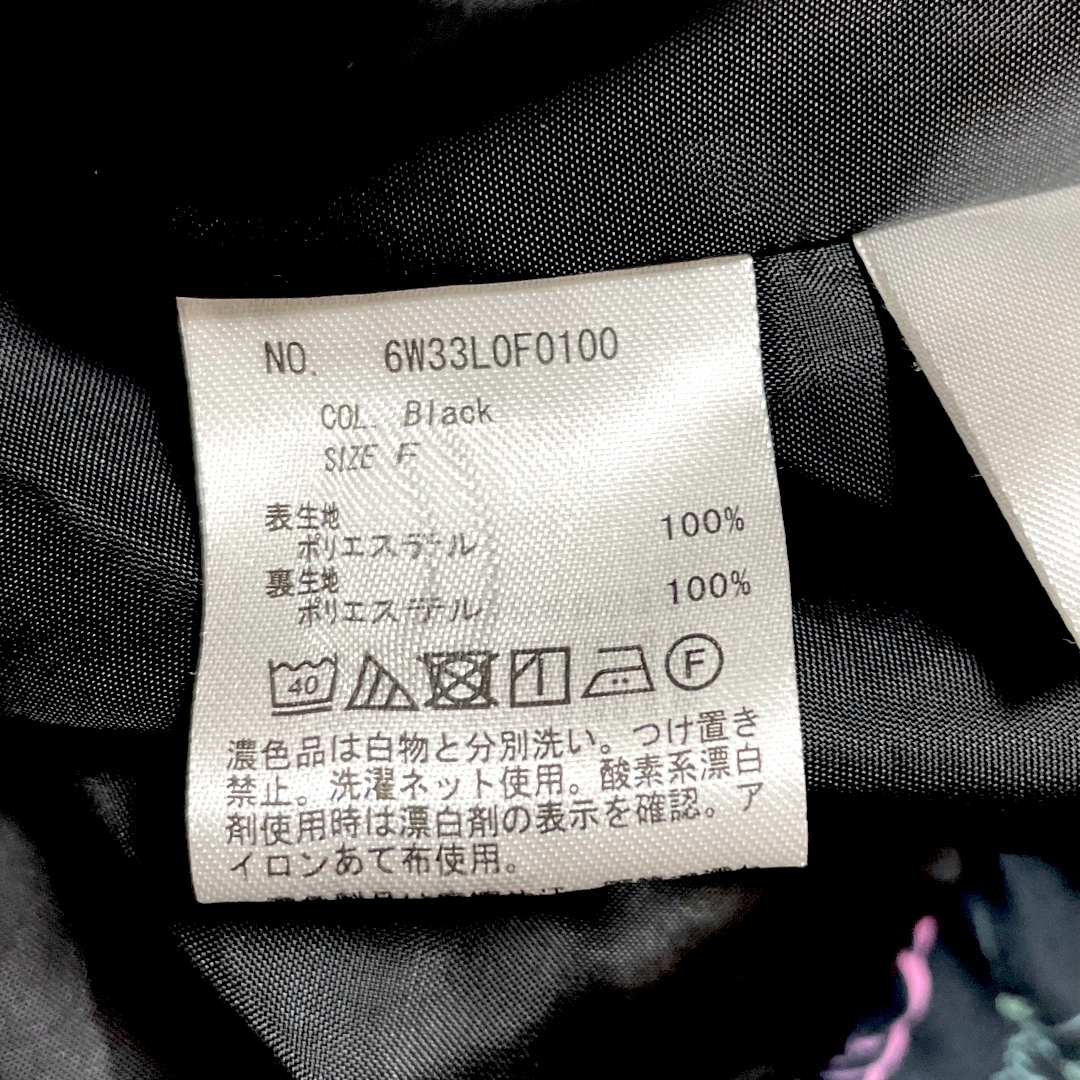 NO. 6W33L0F0100
COL. Black
SIZE F
表生地
ポリエステル 100%
裏生地
ポリエステル 100%
40 F
濃色品は白物と分別洗い。つけ置き
禁止。洗濯ネット使用。酸素系漂白
剤使用時は漂白剤の表示を確認。ア
イロンあて布使用。